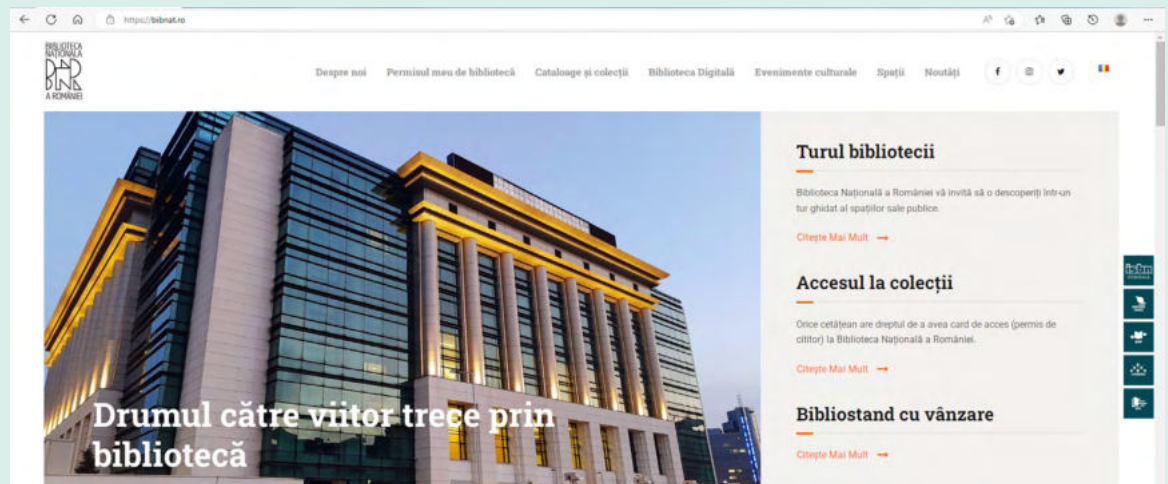 https://bibnat.ro
BIBLIOTECA
NAȚIONALĂ
A ROMÂNIEI
Despre noi Permisul meu de bibliotecă Cataloage și colecții Biblioteca Digitală Evenimente culturale Spații Noutăți
Drumul către viitor trece prin
bibliotecă
Turul bibliotecii
Biblioteca Națională a României vă invită să o descoperiți într-un
tur ghidat al spațiilor sale publice.
Citește Mai Mult →
Accesul la colecții
Orice cetățean are dreptul de a avea card de acces (permis de
cititor) la Biblioteca Națională a României.
Citește Mai Mult →
Bibliostand cu vânzare
Citește Mai Mult →
isbn